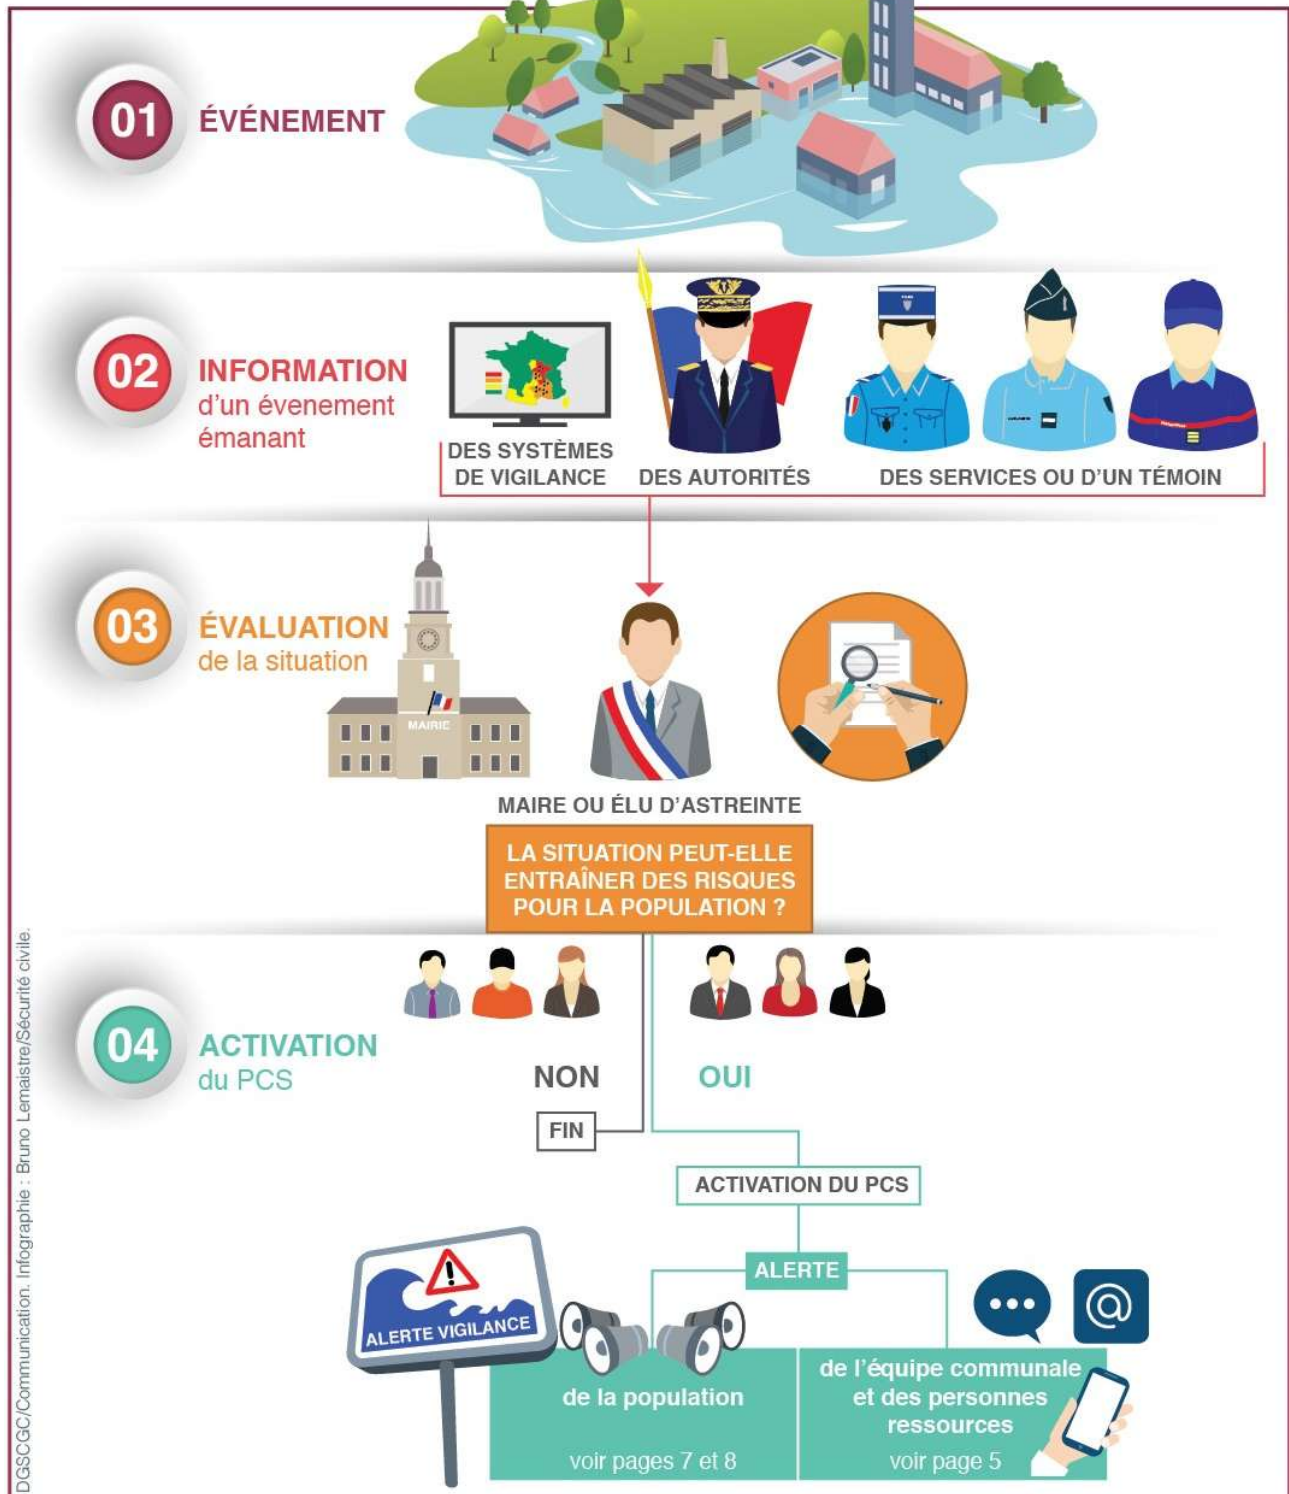 01
ÉVÉNEMENT
02
INFORMATION
d'un évenement
émanant
DES SYSTÈMES
DE VIGILANCE
DES AUTORITÉS
DES SERVICES OU D'UN TÉMOIN
03
ÉVALUATION
de la situation
MAIRIE
MAIRE OU ÉLU D'ASTREINTE
LA SITUATION PEUT-ELLE
ENTRAÎNER DES RISQUES
POUR LA POPULATION ?
04
ACTIVATION
du PCS
NON
OUI
FIN
ACTIVATION DU PCS
ALERTE
ALERTE VIGILANCE
@
de la population
voir pages 7 et 8
de l'équipe communale
et des personnes
ressources
voir page 5
DGSCGC/Communication. Infographie : Bruno Lemaistre/Sécurité civile.